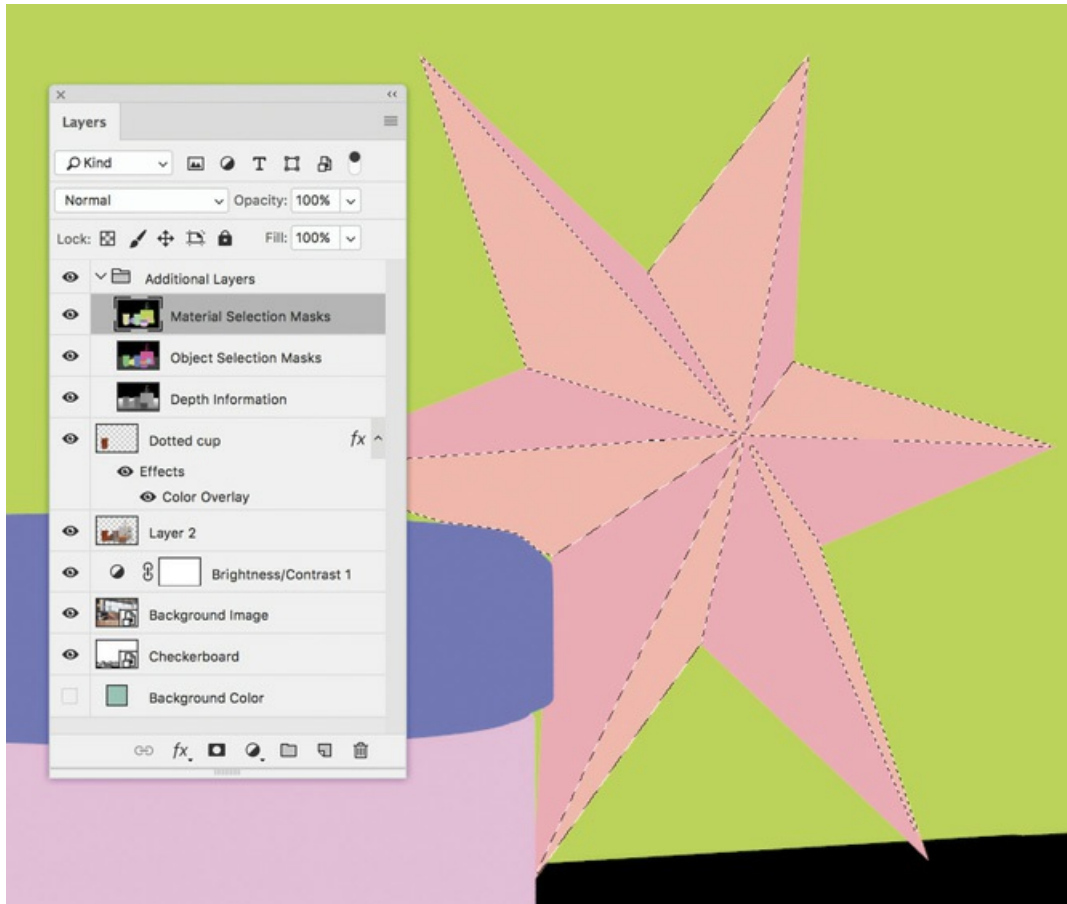 Layers
Kind
Normal Opacity: 100%
Lock: Fill: 100%
Additional Layers
Material Selection Masks
Object Selection Masks
Depth Information
Dotted cup fx
Effects
Color Overlay
Layer 2
Brightness/Contrast 1
Background Image
Checkerboard
Background Color
fx